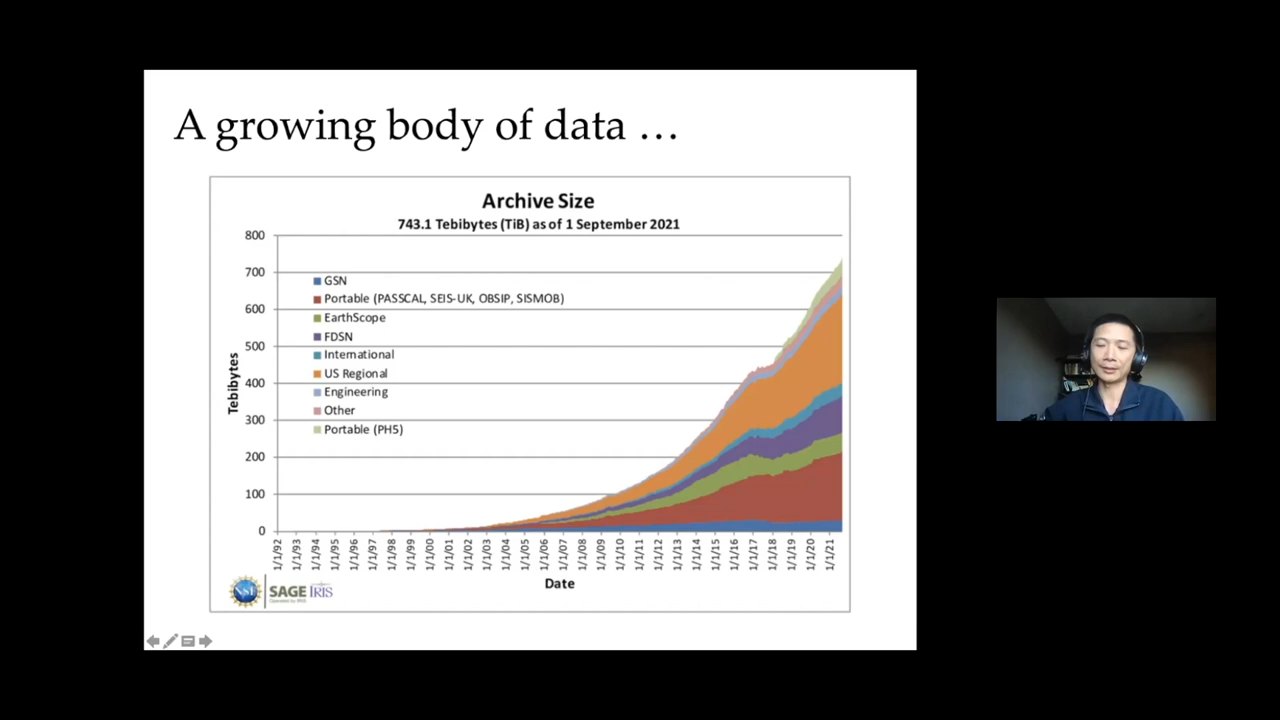 A growing body of data …
Archive Size
743.1 Tebibytes (TiB) as of 1 September 2021
800
700
600
500
400
300
200
100
0
Tebibytes
GSN
Portable (PASSCAL, SEIS-UK, OBSIP, SISMOB)
EarthScope
FDSN
International
US Regional
Engineering
Other
Portable (PH5)
1/1/92
1/1/93
1/1/94
1/1/95
1/1/96
1/1/97
1/1/98
1/1/99
1/1/00
1/1/01
1/1/02
1/1/03
1/1/04
1/1/05
1/1/06
1/1/07
1/1/08
1/1/09
1/1/10
1/1/11
1/1/12
1/1/13
1/1/14
1/1/15
1/1/16
1/1/17
1/1/18
1/1/19
1/1/20
1/1/21
Date
NSF
SAGE IRIS
Operated by IRIS